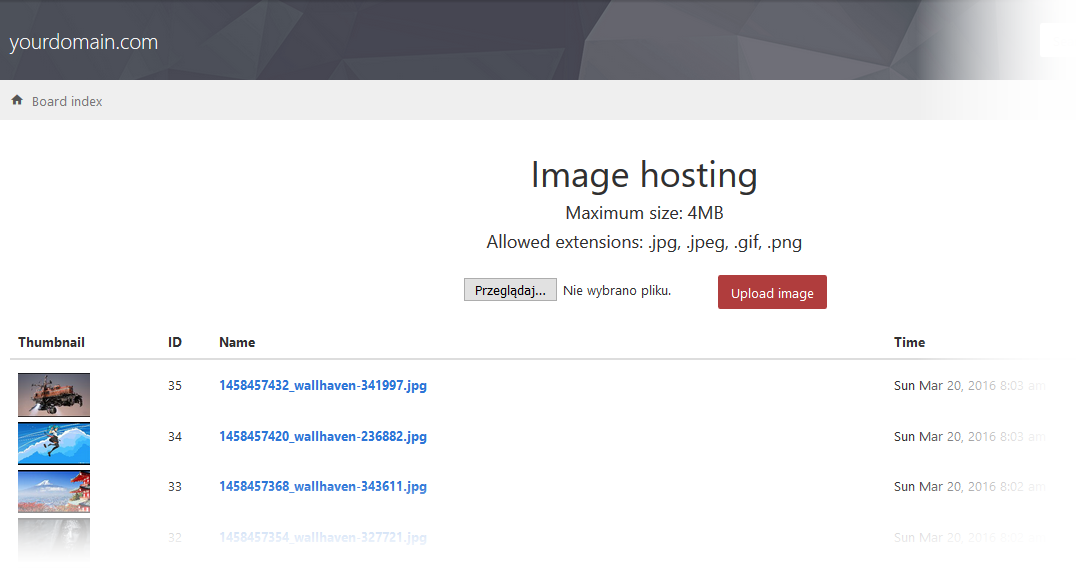 yourdomain.com
Board index
Image hosting
Maximum size: 4MB
Allowed extensions: .jpg, .jpeg, .gif, .png
Przeglądaj... Nie wybrano pliku. Upload image
Thumbnail ID Name Time
35 1458457432_wallhaven-341997.jpg Sun Mar 20, 2016 8:03 am
34 1458457420_wallhaven-236882.jpg Sun Mar 20, 2016 8:03 am
33 1458457368_wallhaven-343611.jpg Sun Mar 20, 2016 8:02 am
32 1458457354_wallhaven-327721.jpg Sun Mar 20, 2016 8:02 am